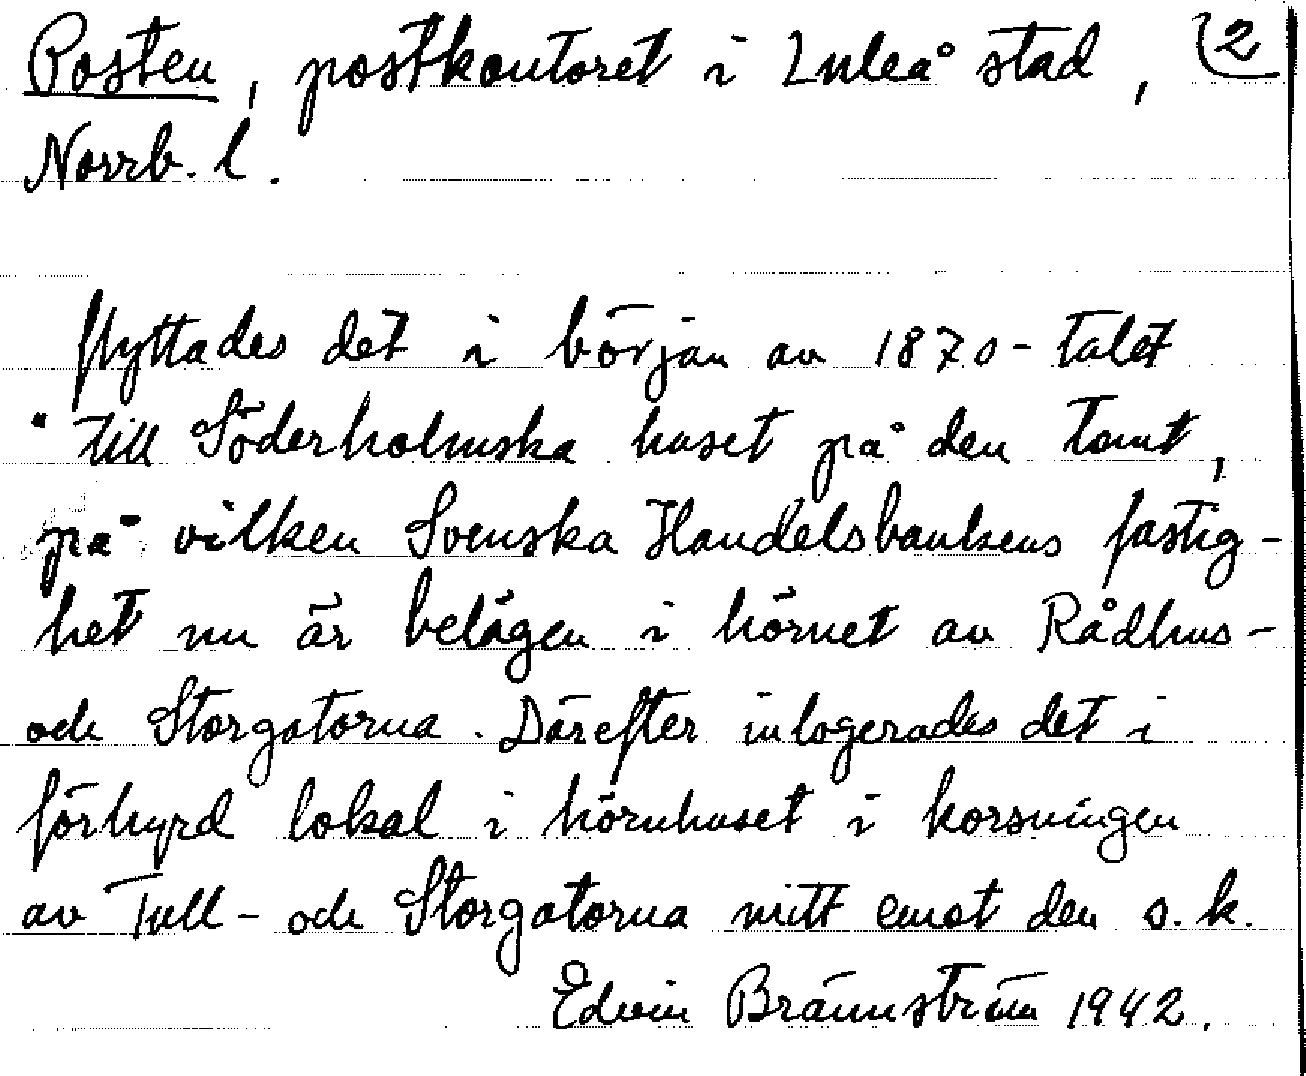 Posten, postkontoret i Luleå stad, 2
Norrb. l.
flyttades det i början av 1870-talet
till Söderholmska huset på den tomt,
på vilken Svenska Handelsbankens fastig-
het nu är belägen i hörnet av Rådhus-
och Storgatorna. Därefter inlogerades det i
förhyrd lokal i hörnhuset i korsningen
av Tull- och Storgatorna mitt emot den s.k.
Edvin Brännström 1942.